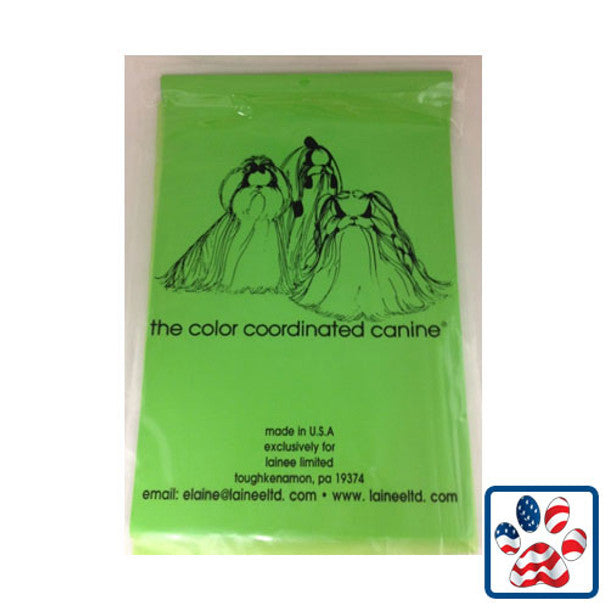 the color coordinated canine®
made in U.S.A
exclusively for
lainee limited
toughkenamon, pa 19374
email: elaine@laineeltd. com • www. laineeltd. com